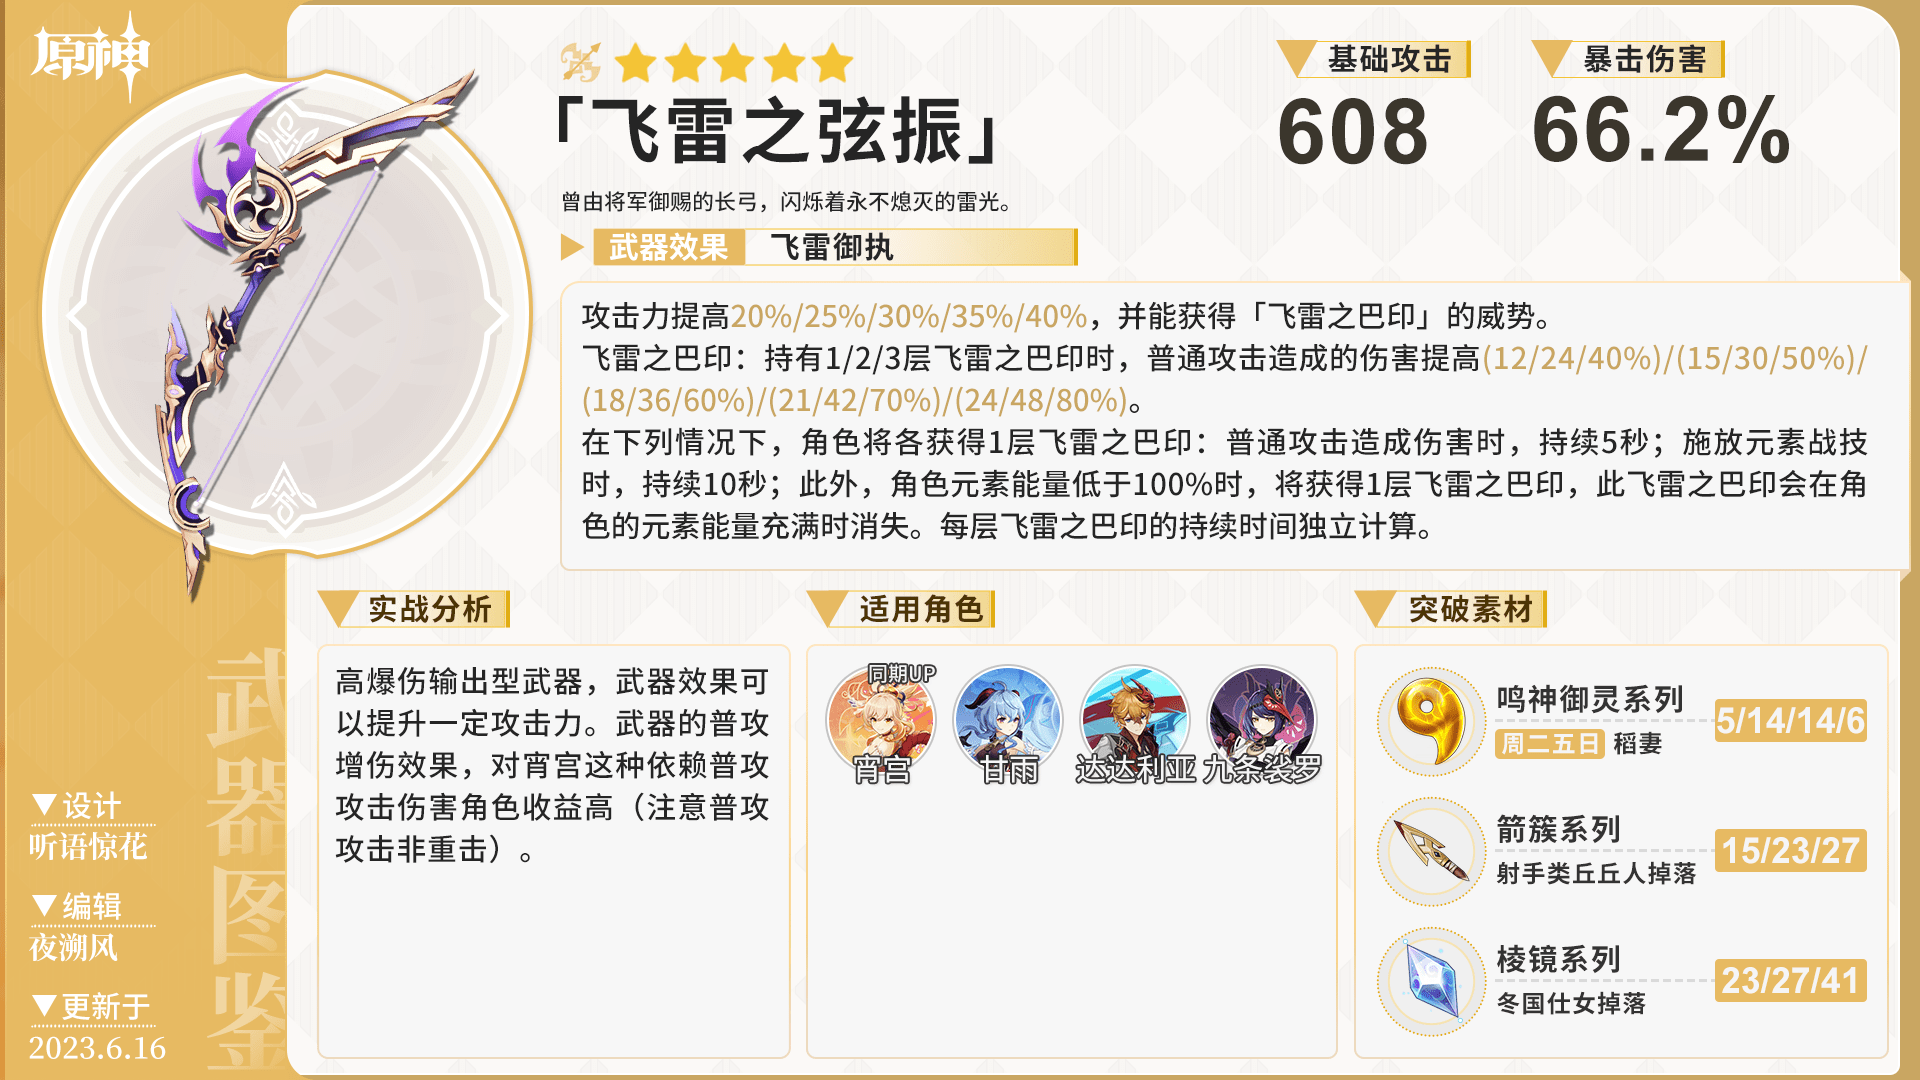 原神
「飞雷之弦振」
曾由将军御赐的长弓，闪烁着永不熄灭的雷光。
基础攻击
608
暴击伤害
66.2%
武器效果 飞雷御执
攻击力提高20%/25%/30%/35%/40%，并能获得「飞雷之巴印」的威势。
飞雷之巴印：持有1/2/3层飞雷之巴印时，普通攻击造成的伤害提高(12/24/40%)/(15/30/50%)/
(18/36/60%)/(21/42/70%)/(24/48/80%)。
在下列情况下，角色将各获得1层飞雷之巴印：普通攻击造成伤害时，持续5秒；施放元素战技
时，持续10秒；此外，角色元素能量低于100%时，将获得1层飞雷之巴印，此飞雷之巴印会在角
色的元素能量充满时消失。每层飞雷之巴印的持续时间独立计算。
实战分析
高爆伤输出型武器，武器效果可
以提升一定攻击力。武器的普攻
增伤效果，对宵宫这种依赖普攻
攻击伤害角色收益高（注意普攻
攻击非重击）。
适用角色
同期UP
宵宫
甘雨
达达利亚
九条裟罗
突破素材
鸣神御灵系列
周二五日 稻妻
5/14/14/6
箭簇系列
射手类丘丘人掉落
15/23/27
棱镜系列
冬国仕女掉落
23/27/41
武器图鉴
▼设计
听语惊花
▼编辑
夜溯风
▼更新于
2023.6.16